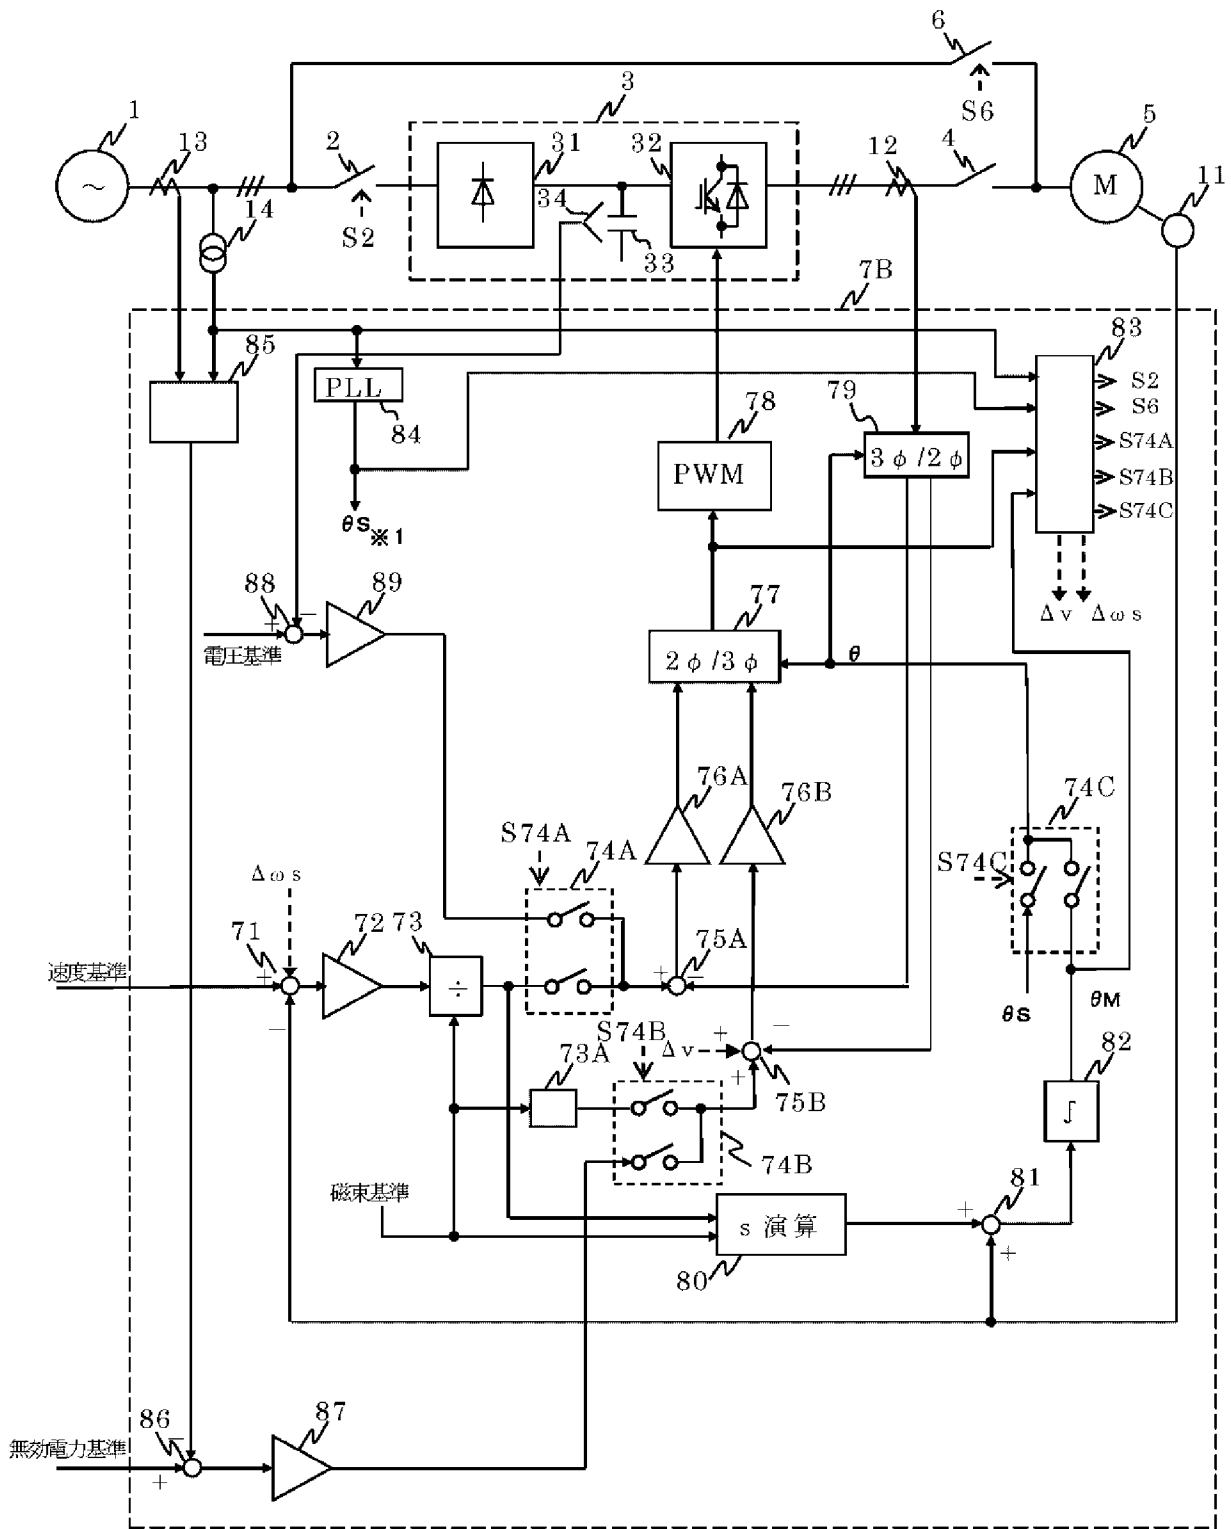 6
S6
3
1
13
2
31
32
12
4
5
11
～
M
34
14
S2
33
7B
85
83
PLL
S2
84
78
79
S6
3φ/2φ
S74A
PWM
S74B
θS※1
S74C
88
89
77
Δv Δωs
＋ －
電圧基準
2φ/3φ
θ
76A
76B
74C
S74A
74A
S74C
Δωs
71
72
73
75A
速度基準
＋
÷
＋ －
θS
θM
－
S74B
Δv
＋ －
82
73A
＋
75B
∫
74B
磁束基準
81
s 演算
＋
80
＋
86
87
無効電力基準
－
＋